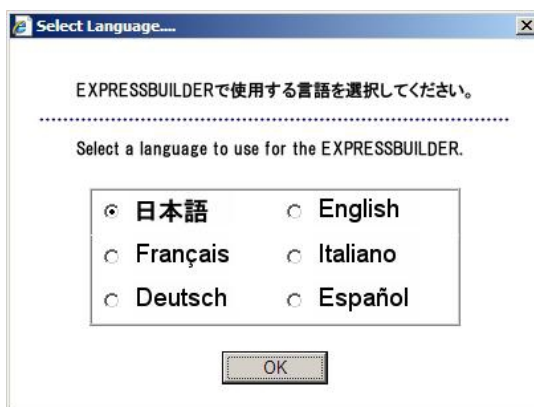 Select Language....
EXPRESSBUILDERで使用する言語を選択してください。
Select a language to use for the EXPRESSBUILDER.
日本語 English
Français Italiano
Deutsch Español
OK